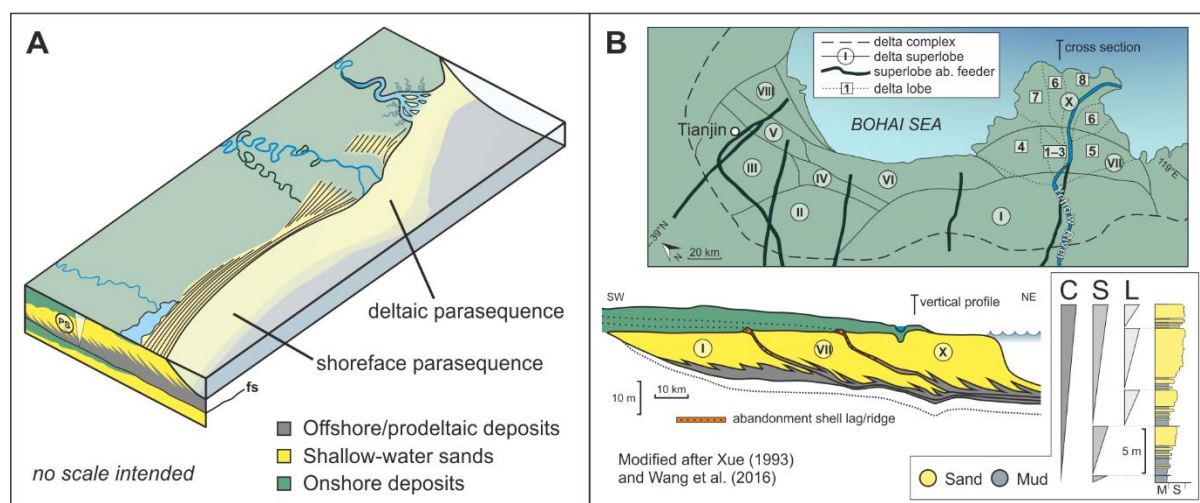 A
deltaic parasequence
shoreface parasequence
PS
fs
Offshore/prodeltaic deposits
Shallow-water sands
Onshore deposits
no scale intended
B
delta complex
I delta superlobe
superlobe ab. feeder
1 delta lobe
cross section
BOHAI SEA
Tianjin
VIII
V
III
IV
VI
II
I
7
6
8
X
6
4
1–3
5
VII
119°E
39°N
N
20 km
YELLOW RIVER
SW
vertical profile
NE
I
VII
X
10 m
10 km
abandonment shell lag/ridge
Modified after Xue (1993)
and Wang et al. (2016)
Sand
Mud
C S L
5 m
M S